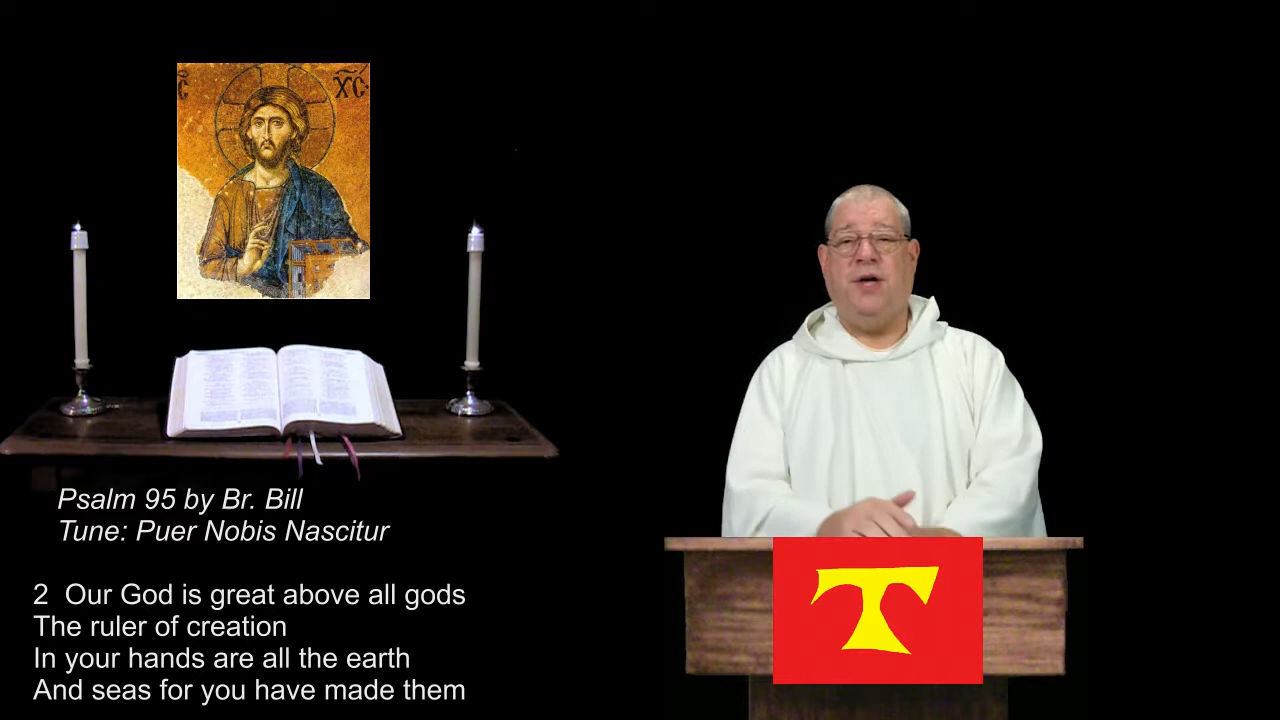 XC
Psalm 95 by Br. Bill
Tune: Puer Nobis Nascitur
2 Our God is great above all gods
The ruler of creation
In your hands are all the earth
And seas for you have made them
T